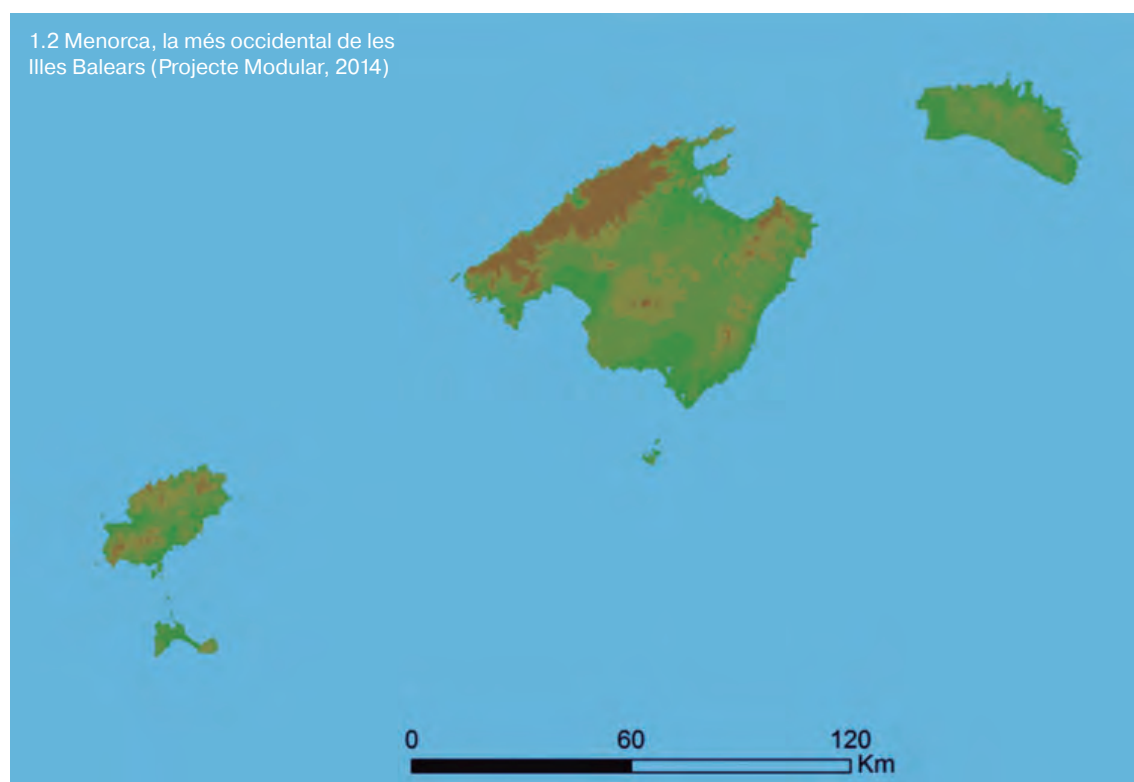 1.2 Menorca, la més occidental de les
Illes Balears (Projecte Modular, 2014)
0 60 120
Km